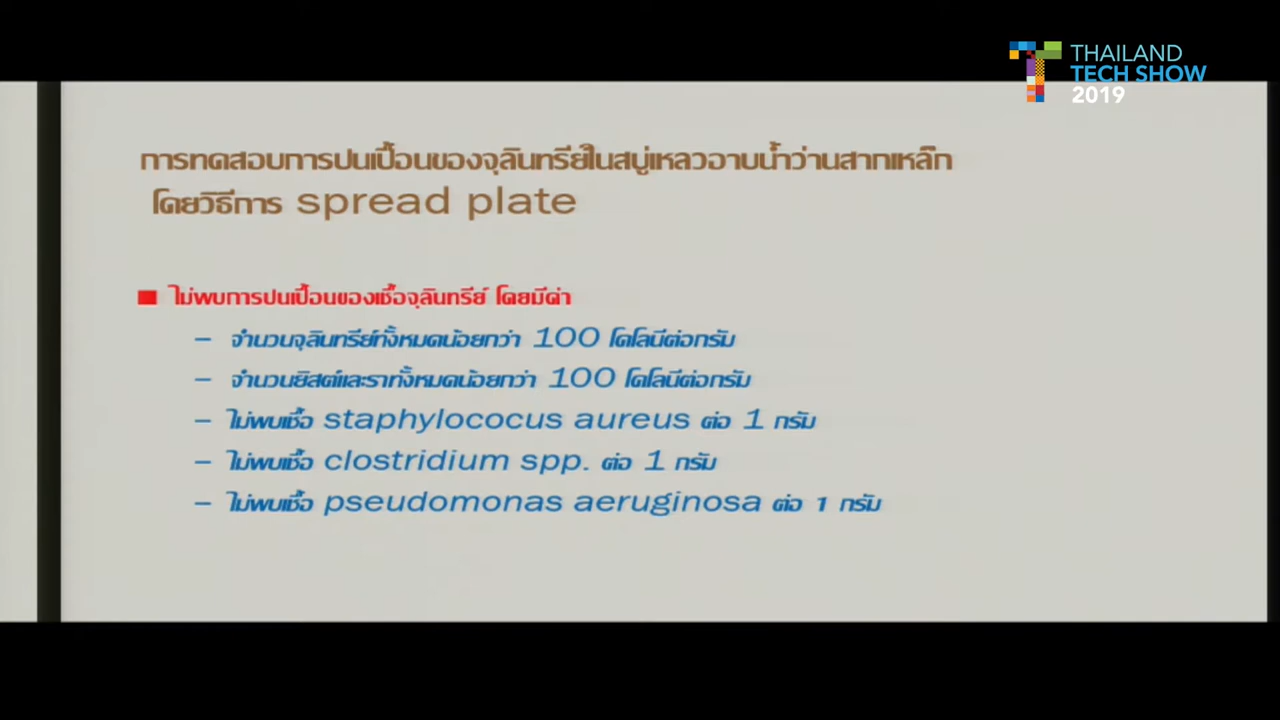 THAILAND
TECH SHOW
2019
การทดสอบการปนเปื้อนของจุลินทรีย์ในสบู่เหลวอาบน้ำว่านสากเหล็ก
โดยวิธีการ spread plate
ไม่พบการปนเปื้อนของเชื้อจุลินทรีย์ โดยมีค่า
– จำนวนจุลินทรีย์ทั้งหมดน้อยกว่า 100 โคโลนีต่อกรัม
– จำนวนยิสต์และราทั้งหมดน้อยกว่า 100 โคโลนีต่อกรัม
– ไม่พบเชื้อ staphylococus aureus ต่อ 1 กรัม
– ไม่พบเชื้อ clostridium spp. ต่อ 1 กรัม
– ไม่พบเชื้อ pseudomonas aeruginosa ต่อ 1 กรัม